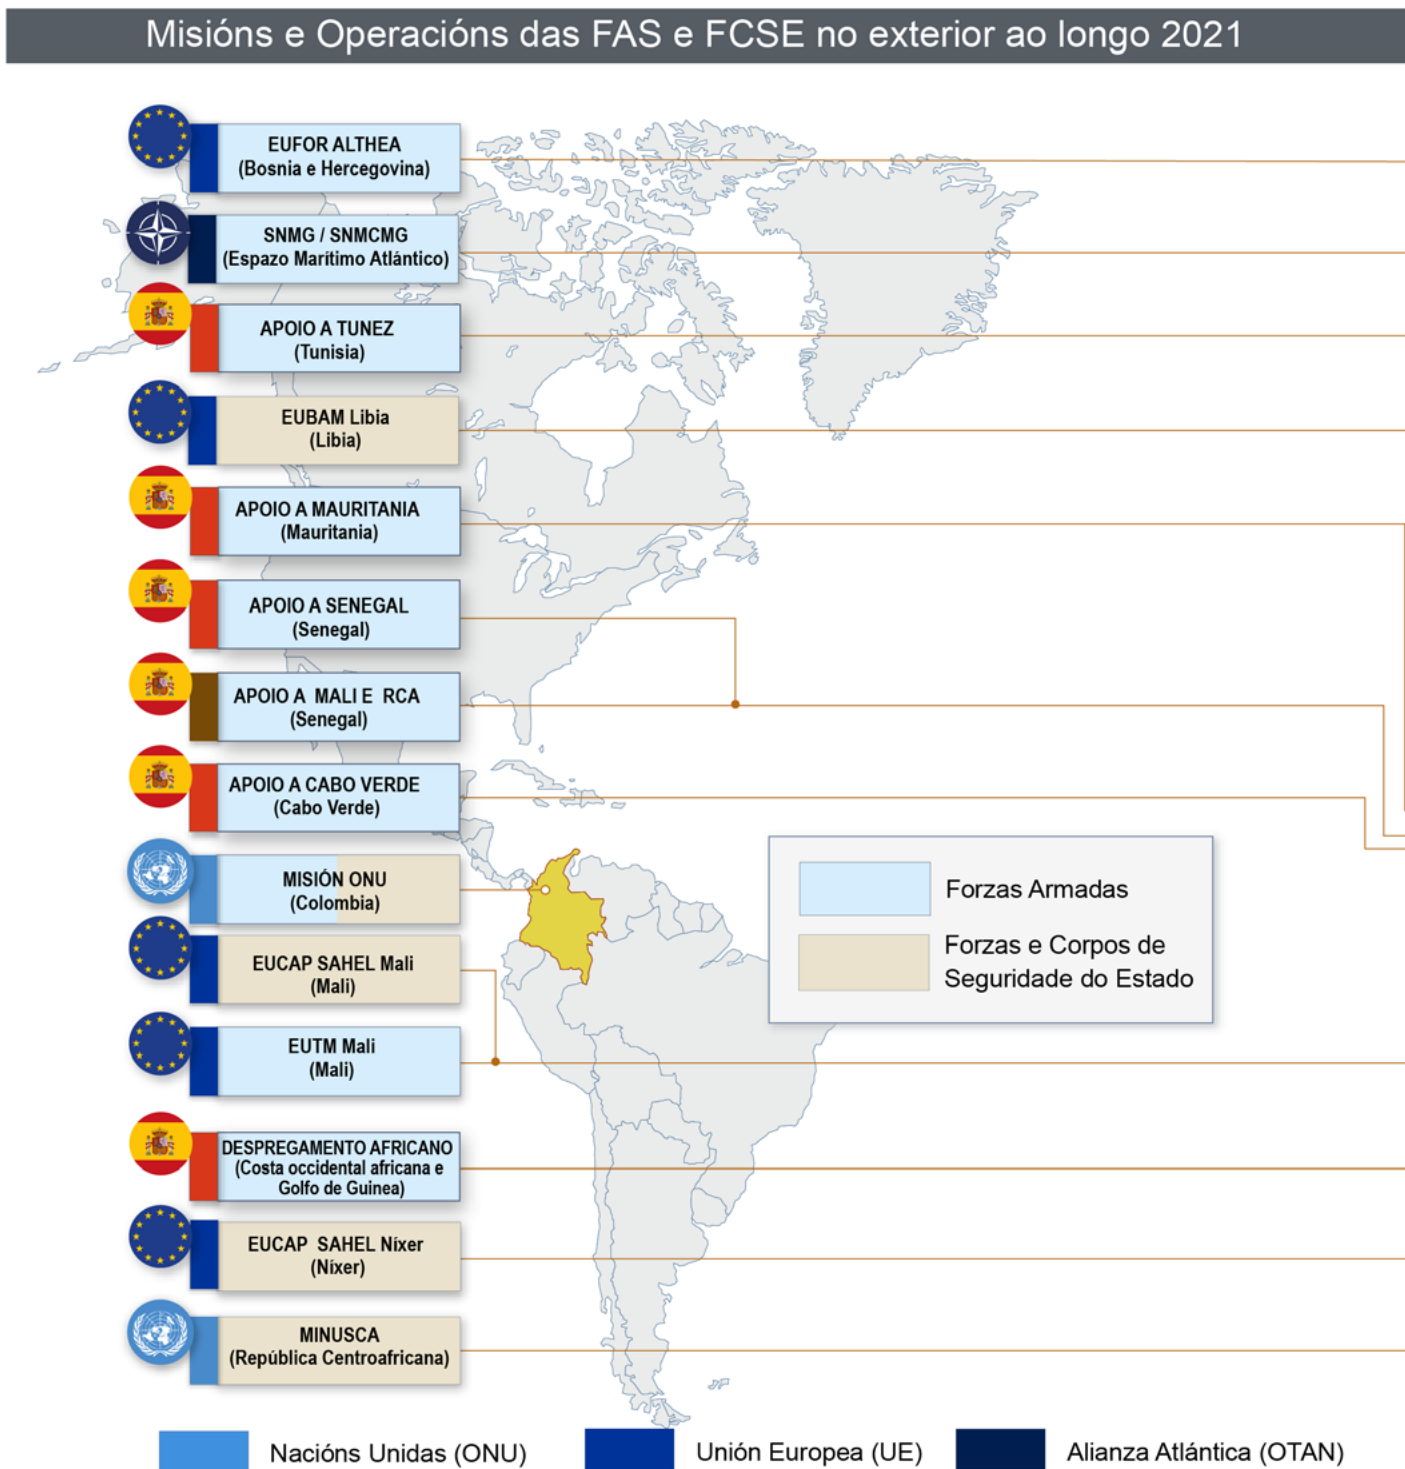 Misións e Operacións das FAS e FCSE no exterior ao longo 2021
EUFOR ALTHEA
(Bosnia e Hercegovina)
SNMG / SNMCMG
(Espazo Marítimo Atlántico)
APOIO A TUNEZ
(Tunisia)
EUBAM Libia
(Libia)
APOIO A MAURITANIA
(Mauritania)
APOIO A SENEGAL
(Senegal)
APOIO A MALI E RCA
(Senegal)
APOIO A CABO VERDE
(Cabo Verde)
MISIÓN ONU
(Colombia)
EUCAP SAHEL Mali
(Mali)
EUTM Mali
(Mali)
DESPREGAMENTO AFRICANO
(Costa occidental africana e
Golfo de Guinea)
EUCAP SAHEL Níxer
(Níxer)
MINUSCA
(República Centroafricana)
Forzas Armadas
Forzas e Corpos de
Seguridade do Estado
Nacións Unidas (ONU)
Unión Europea (UE)
Alianza Atlántica (OTAN)